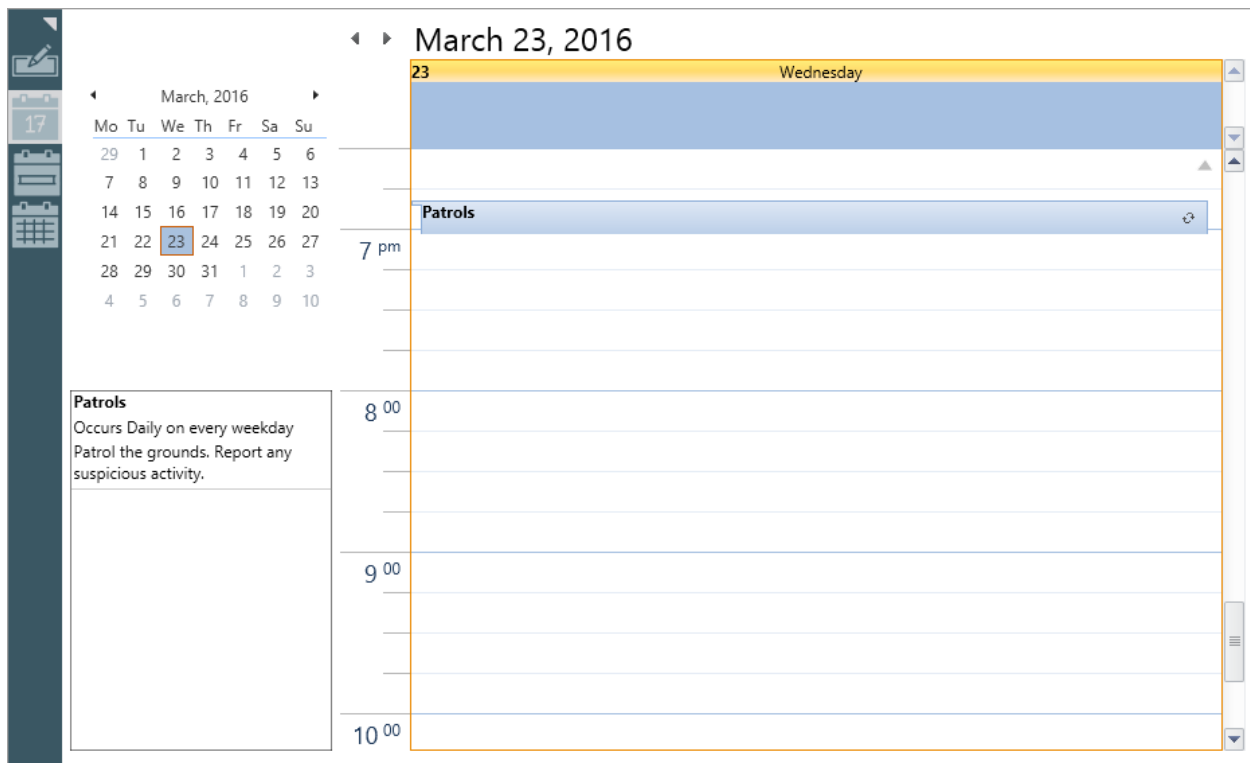 17
March, 2016
Mo Tu We Th Fr Sa Su
29 1 2 3 4 5 6
7 8 9 10 11 12 13
14 15 16 17 18 19 20
21 22 23 24 25 26 27
28 29 30 31 1 2 3
4 5 6 7 8 9 10
Patrols
Occurs Daily on every weekday
Patrol the grounds. Report any
suspicious activity.
March 23, 2016
23 Wednesday
Patrols
7 pm
8 00
9 00
10 00